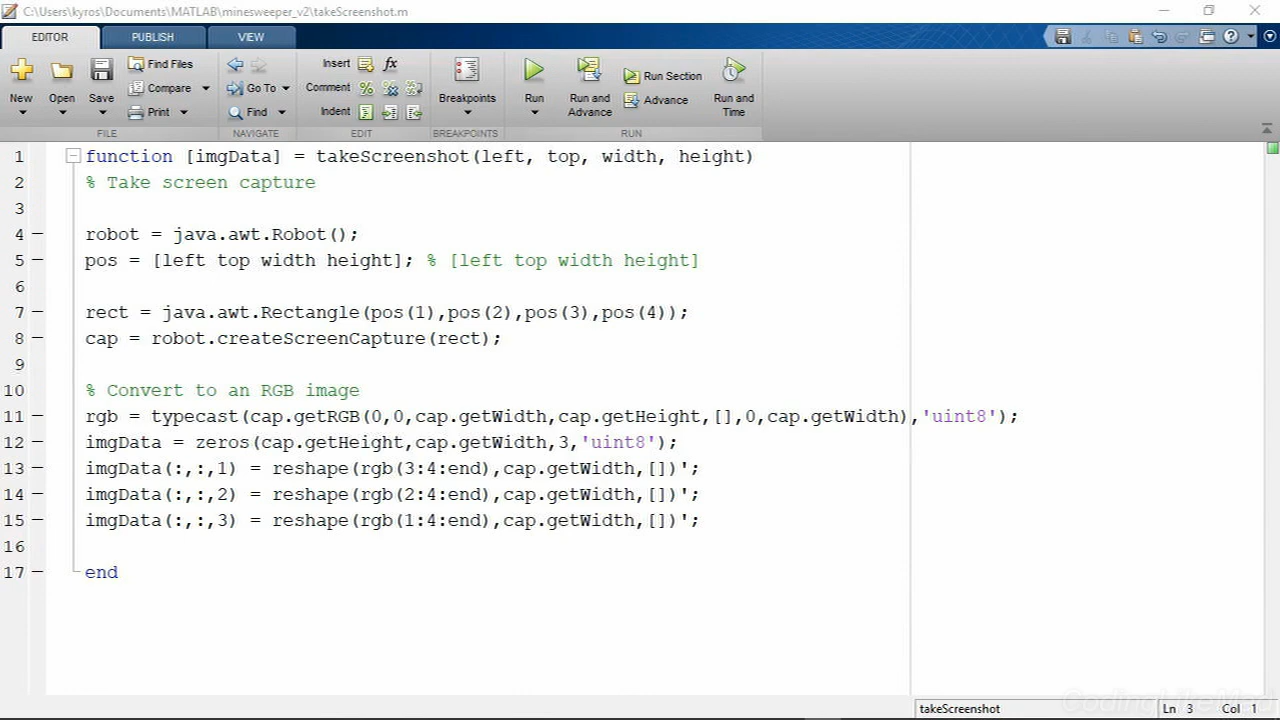 C:\Users\kyros\Documents\MATLAB\minesweeper_v2\takeScreenshot.m
EDITOR PUBLISH VIEW
New Open Save Find Files Compare Print
Go To Find
Insert fx Comment Indent
Breakpoints
Run Run and Advance Run Section Advance Run and Time
FILE NAVIGATE EDIT BREAKPOINTS RUN
1 function [imgData] = takeScreenshot(left, top, width, height)
2 % Take screen capture
3
4 robot = java.awt.Robot();
5 pos = [left top width height]; % [left top width height]
6
7 rect = java.awt.Rectangle(pos(1),pos(2),pos(3),pos(4));
8 cap = robot.createScreenCapture(rect);
9
10 % Convert to an RGB image
11 rgb = typecast(cap.getRGB(0,0,cap.getWidth,cap.getHeight,[],0,cap.getWidth),'uint8');
12 imgData = zeros(cap.getHeight,cap.getWidth,3,'uint8');
13 imgData(:,:,1) = reshape(rgb(3:4:end),cap.getWidth,[])';
14 imgData(:,:,2) = reshape(rgb(2:4:end),cap.getWidth,[])';
15 imgData(:,:,3) = reshape(rgb(1:4:end),cap.getWidth,[])';
16
17 end
CodingLikeMad
takeScreenshot Ln 3 Col 1